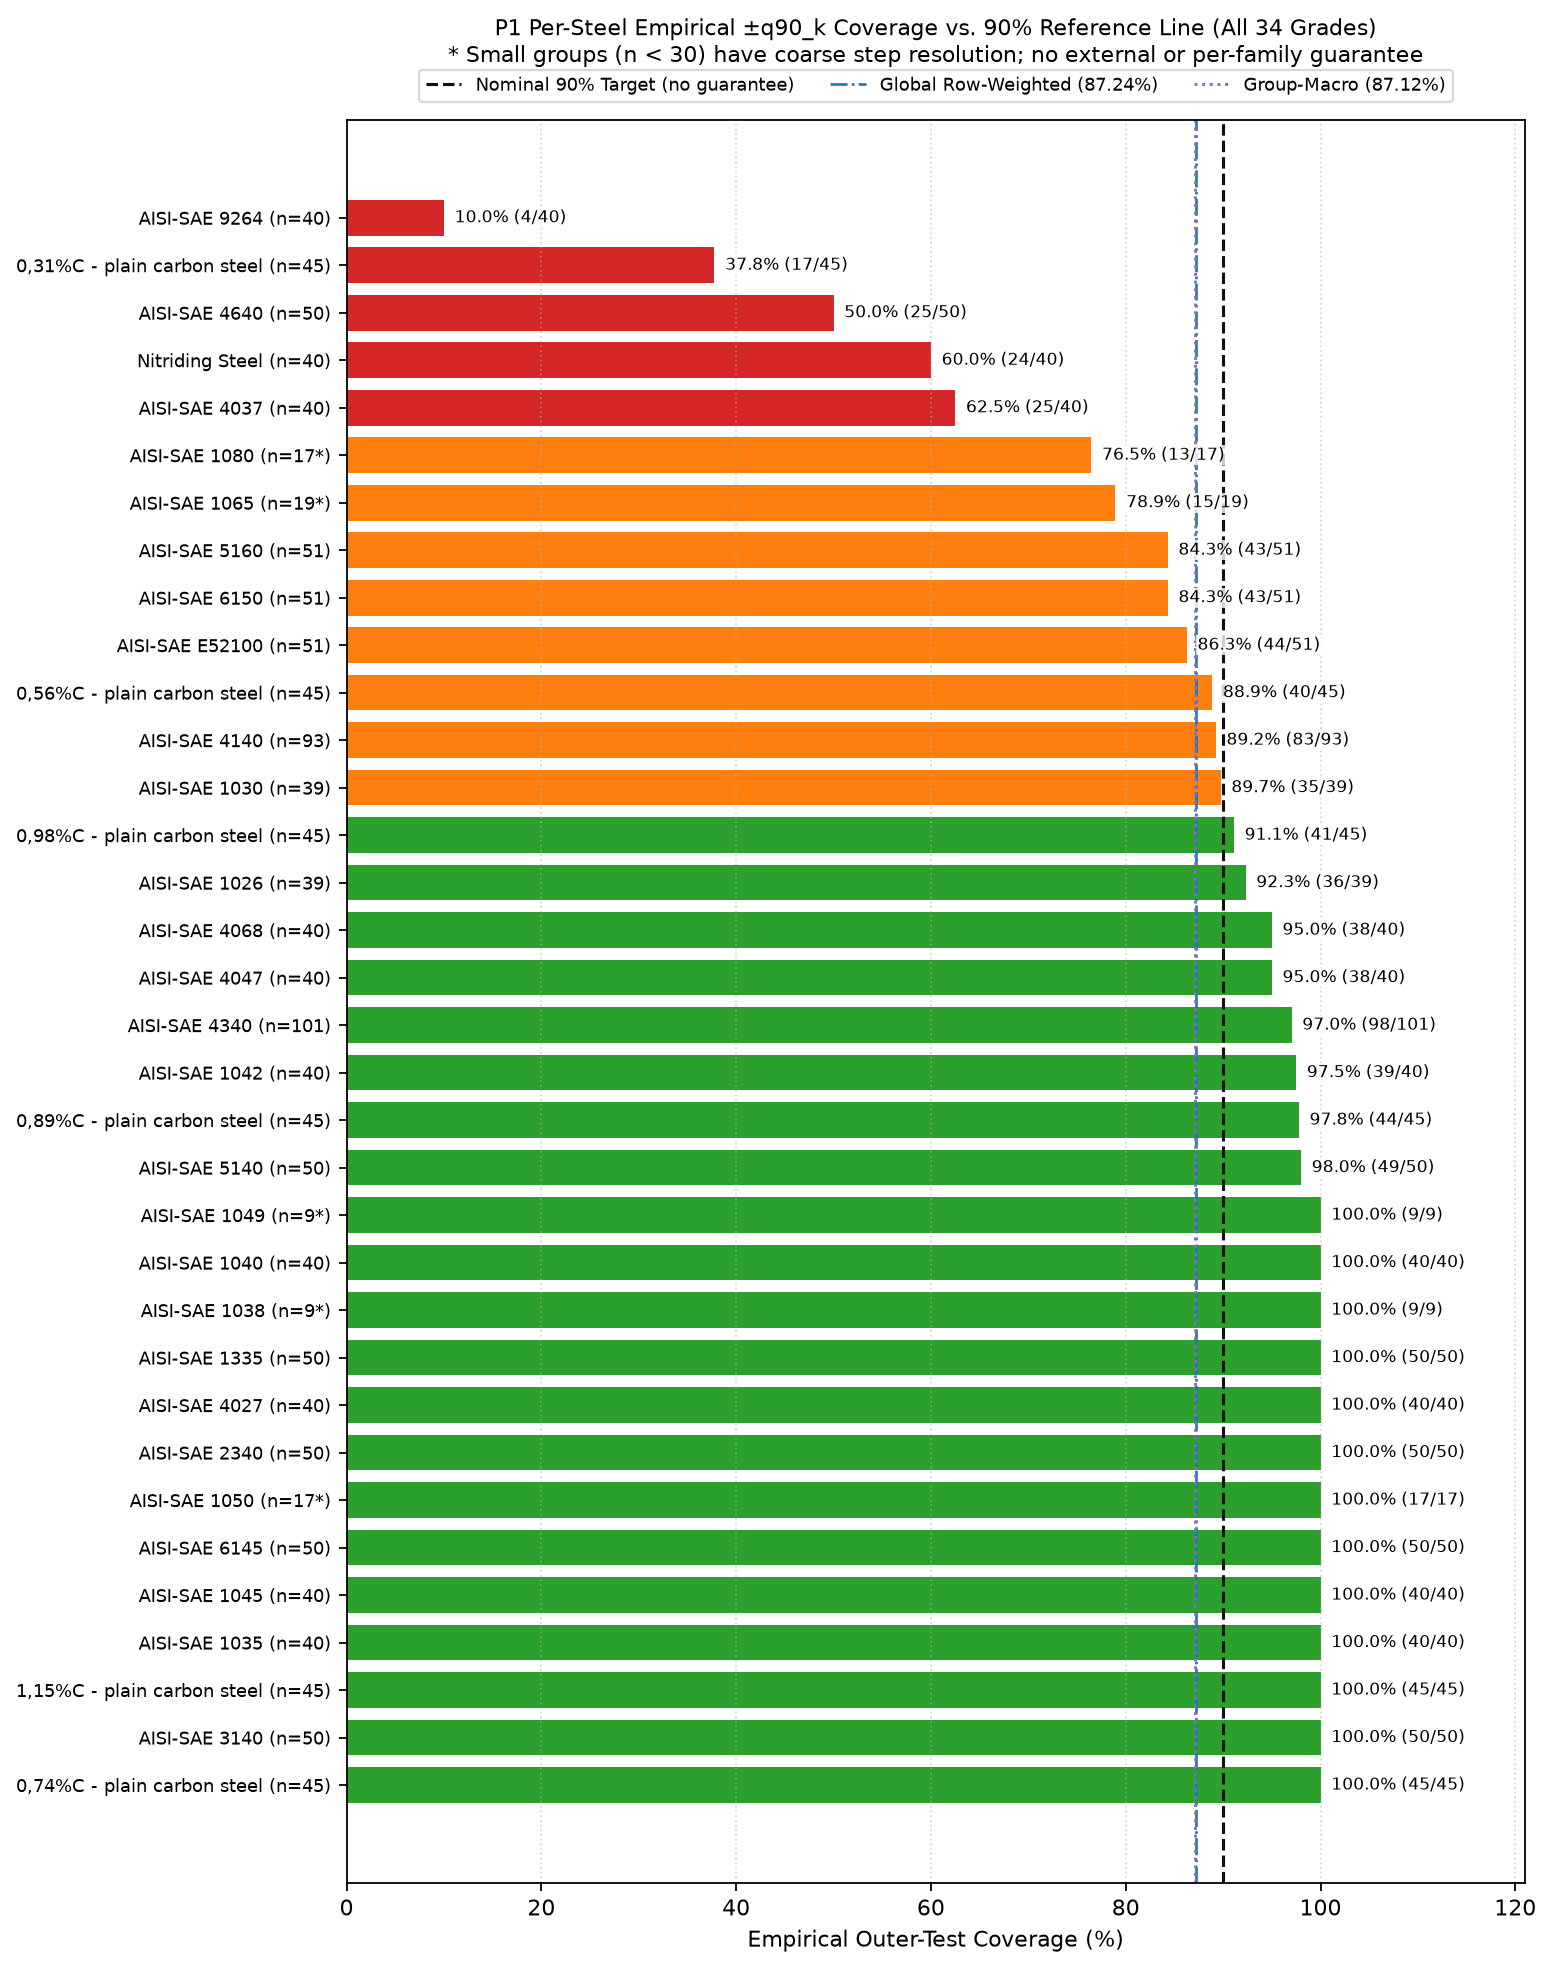 P1 Per-Steel Empirical ±q90_k Coverage vs. 90% Reference Line (All 34 Grades)
* Small groups (n < 30) have coarse step resolution; no external or per-family guarantee
Nominal 90% Target (no guarantee) Global Row-Weighted (87.24%) Group-Macro (87.12%)
AISI-SAE 9264 (n=40) 10.0% (4/40)
0,31%C - plain carbon steel (n=45) 37.8% (17/45)
AISI-SAE 4640 (n=50) 50.0% (25/50)
Nitriding Steel (n=40) 60.0% (24/40)
AISI-SAE 4037 (n=40) 62.5% (25/40)
AISI-SAE 1080 (n=17*) 76.5% (13/17)
AISI-SAE 1065 (n=19*) 78.9% (15/19)
AISI-SAE 5160 (n=51) 84.3% (43/51)
AISI-SAE 6150 (n=51) 84.3% (43/51)
AISI-SAE E52100 (n=51) 86.3% (44/51)
0,56%C - plain carbon steel (n=45) 88.9% (40/45)
AISI-SAE 4140 (n=93) 89.2% (83/93)
AISI-SAE 1030 (n=39) 89.7% (35/39)
0,98%C - plain carbon steel (n=45) 91.1% (41/45)
AISI-SAE 1026 (n=39) 92.3% (36/39)
AISI-SAE 4068 (n=40) 95.0% (38/40)
AISI-SAE 4047 (n=40) 95.0% (38/40)
AISI-SAE 4340 (n=101) 97.0% (98/101)
AISI-SAE 1042 (n=40) 97.5% (39/40)
0,89%C - plain carbon steel (n=45) 97.8% (44/45)
AISI-SAE 5140 (n=50) 98.0% (49/50)
AISI-SAE 1049 (n=9*) 100.0% (9/9)
AISI-SAE 1040 (n=40) 100.0% (40/40)
AISI-SAE 1038 (n=9*) 100.0% (9/9)
AISI-SAE 1335 (n=50) 100.0% (50/50)
AISI-SAE 4027 (n=40) 100.0% (40/40)
AISI-SAE 2340 (n=50) 100.0% (50/50)
AISI-SAE 1050 (n=17*) 100.0% (17/17)
AISI-SAE 6145 (n=50) 100.0% (50/50)
AISI-SAE 1045 (n=40) 100.0% (40/40)
AISI-SAE 1035 (n=40) 100.0% (40/40)
1,15%C - plain carbon steel (n=45) 100.0% (45/45)
AISI-SAE 3140 (n=50) 100.0% (50/50)
0,74%C - plain carbon steel (n=45) 100.0% (45/45)
0 20 40 60 80 100 120
Empirical Outer-Test Coverage (%)